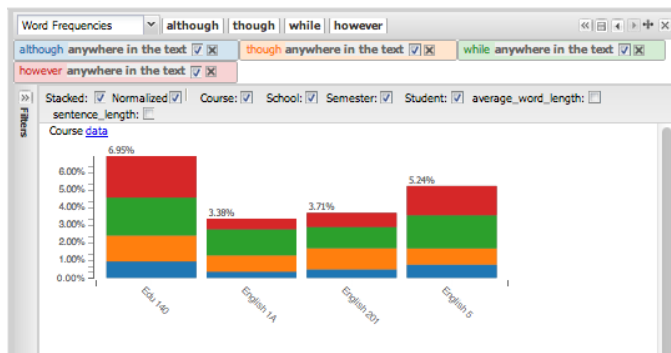 Word Frequencies although though while however
although anywhere in the text though anywhere in the text while anywhere in the text
however anywhere in the text
Stacked: Normalized Course: School: Semester: Student: average_word_length:
sentence_length:
Filters
Course data
6.95%
3.38%
3.71%
5.24%
6.00%
5.00%
4.00%
3.00%
2.00%
1.00%
0.00%
Edu 140
English 1A
English 201
English 5